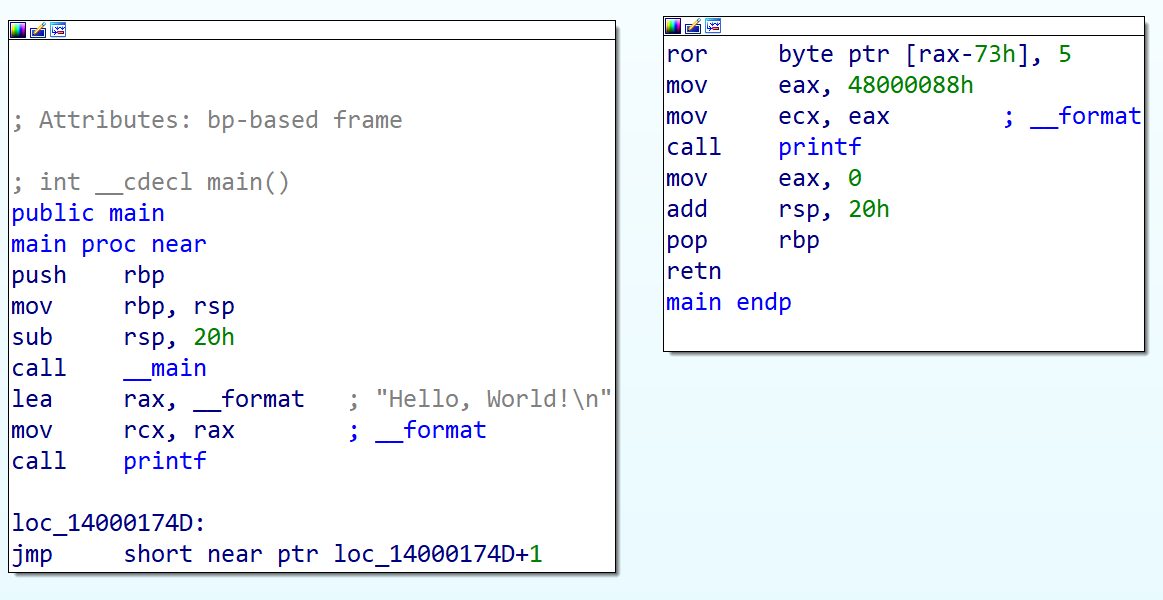 ; Attributes: bp-based frame
; int __cdecl main()
public main
main proc near
push rbp
mov rbp, rsp
sub rsp, 20h
call __main
lea rax, __format ; "Hello, World!\n"
mov rcx, rax ; __format
call printf
loc_14000174D:
jmp short near ptr loc_14000174D+1
ror byte ptr [rax-73h], 5
mov eax, 48000088h
mov ecx, eax ; __format
call printf
mov eax, 0
add rsp, 20h
pop rbp
retn
main endp